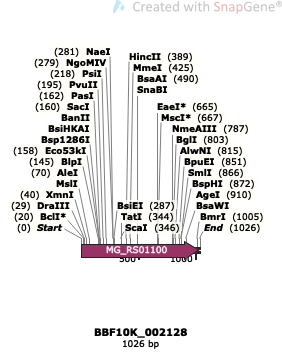 Created with SnapGene®
(281) NaeI
(279) NgoMIV
(218) PsiI
(195) PvuII
(162) PasI
(160) SacI
BanII
BsiHKAI
Bsp1286I
(158) Eco53kI
(145) BlpI
(70) AleI
MslI
(40) XmnI
(29) DraIII
(20) BclI*
(0) Start
HincII (389)
MmeI (425)
BsaAI (490)
SnaBI
EaeI* (665)
MscI* (667)
NmeAIII (787)
BglI (803)
AlwNI (815)
BpuEI (851)
SmlI (866)
BspHI (872)
AgeI (910)
BsaWI
BmrI (1005)
End (1026)
BsiEI (287)
TatI (344)
ScaI (346)
MG_RS01100
500
1000
BBF10K_002128
1026 bp